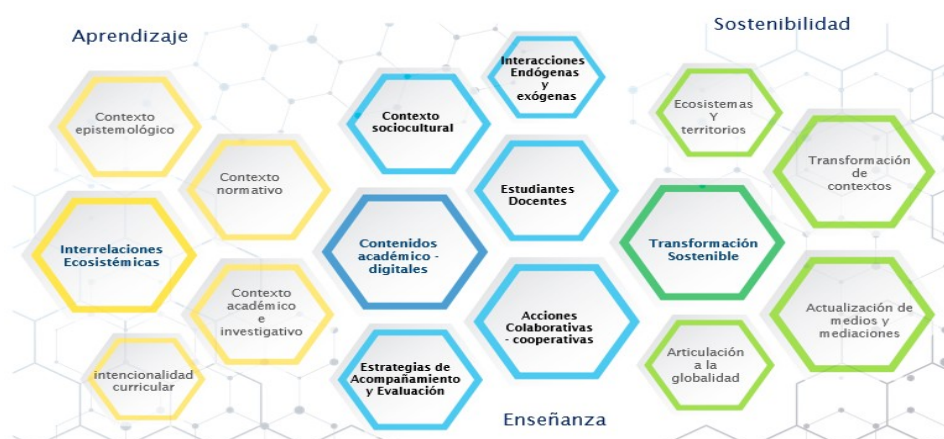 Aprendizaje
Contexto
epistemológico
Contexto
normativo
Interrelaciones
Ecosistémicas
Contexto
académico
e
investigativo
intencionalidad
curricular
Interacciones
Endógenas
y
exógenas
Contexto
sociocultural
Estudiantes
Docentes
Contenidos
académico -
digitales
Acciones
Colaborativas
- cooperativas
Estrategias de
Acompañamiento
y Evaluación
Enseñanza
Sostenibilidad
Ecosistemas
Y
territorios
Transformación
de
contextos
Transformación
Sostenible
Actualización de
medios y
mediaciones
Articulación
a la
globalidad